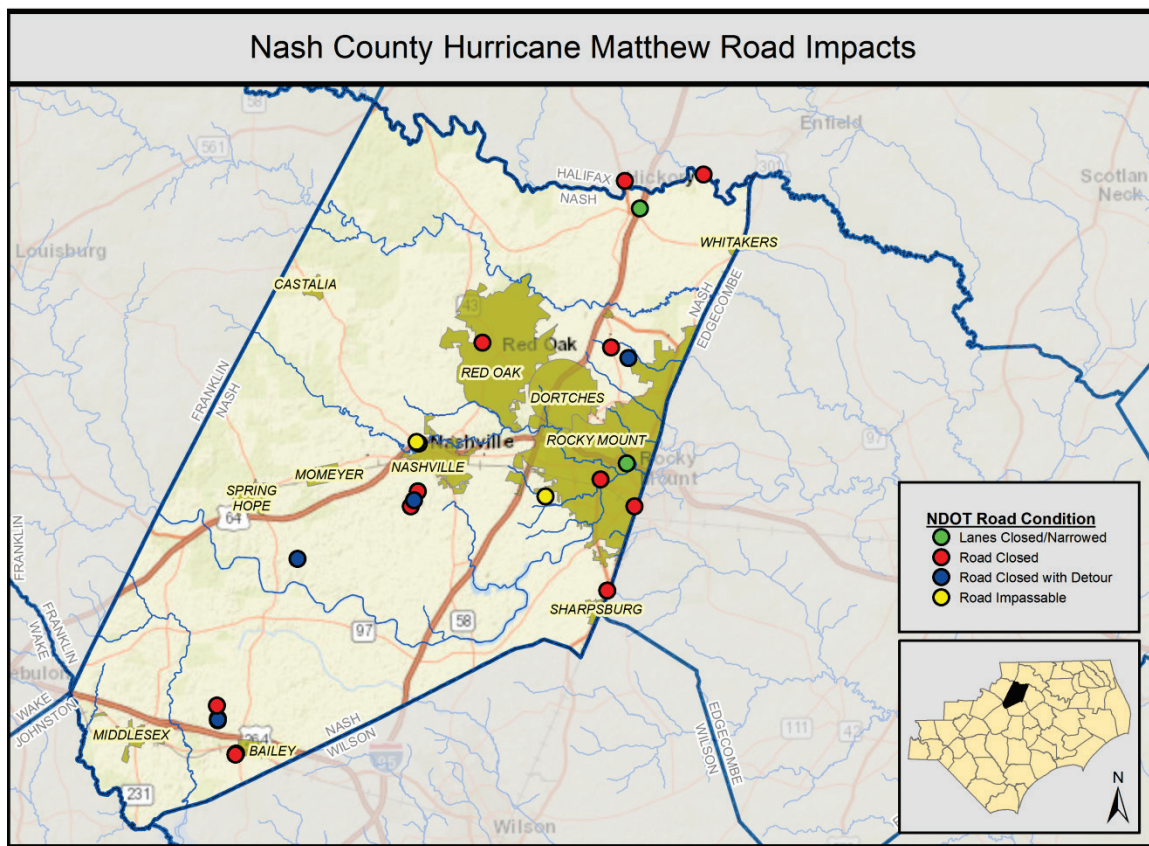 Nash County Hurricane Matthew Road Impacts
58
561
Enfield
301
HALIFAX
Hickory
NASH
Scotland
Neck
Louisburg
WHITAKERS
CASTALIA
43
NASH
EDGECOMBE
Red Oak
RED OAK
FRANKLIN
NASH
DORTCHES
Nashville
ROCKY MOUNT
97
NASHVILLE
Rocky
Mount
MOMEYER
SPRING
HOPE
64
FRANKLIN
SHARPSBURG
58
97
FRANKLIN
WAKE
ebulon
WAKE
JOHNSTON
NASH
WILSON
EDGECOMBE
WILSON
111
42
MIDDLESEX
264
BAILEY
95
231
Wilson
NDOT Road Condition
Lanes Closed/Narrowed
Road Closed
Road Closed with Detour
Road Impassable
N